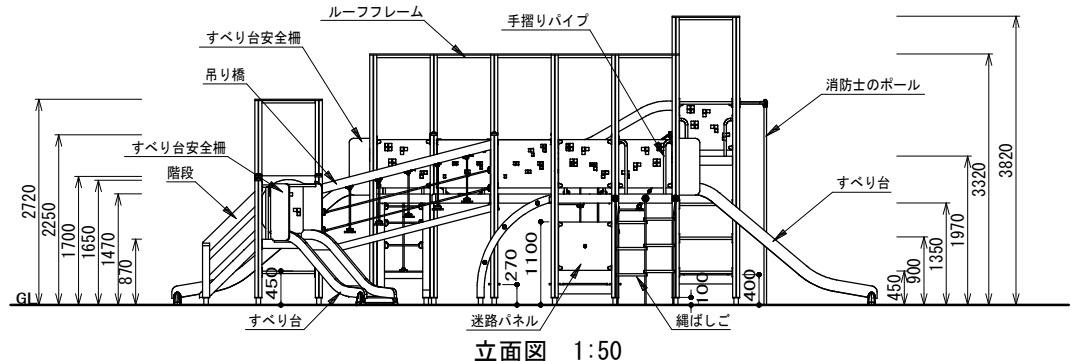 ルーフフレーム
手摺りパイプ
すべり台安全柵
吊り橋
消防士のポール
すべり台安全柵
階段
すべり台
2720
2250
1700
1650
1470
870
450
270
1100
100
400
450
900
1350
1970
3320
3820
GL
すべり台
迷路パネル
縄ばしご
立面図 1:50